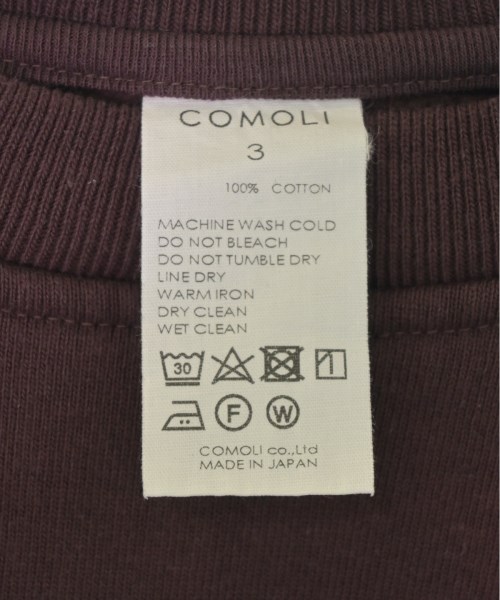 COMOLI
3
100% COTTON
MACHINE WASH COLD
DO NOT BLEACH
DO NOT TUMBLE DRY
LINE DRY
WARM IRON
DRY CLEAN
WET CLEAN
30
F W
COMOLI co.,Ltd
MADE IN JAPAN